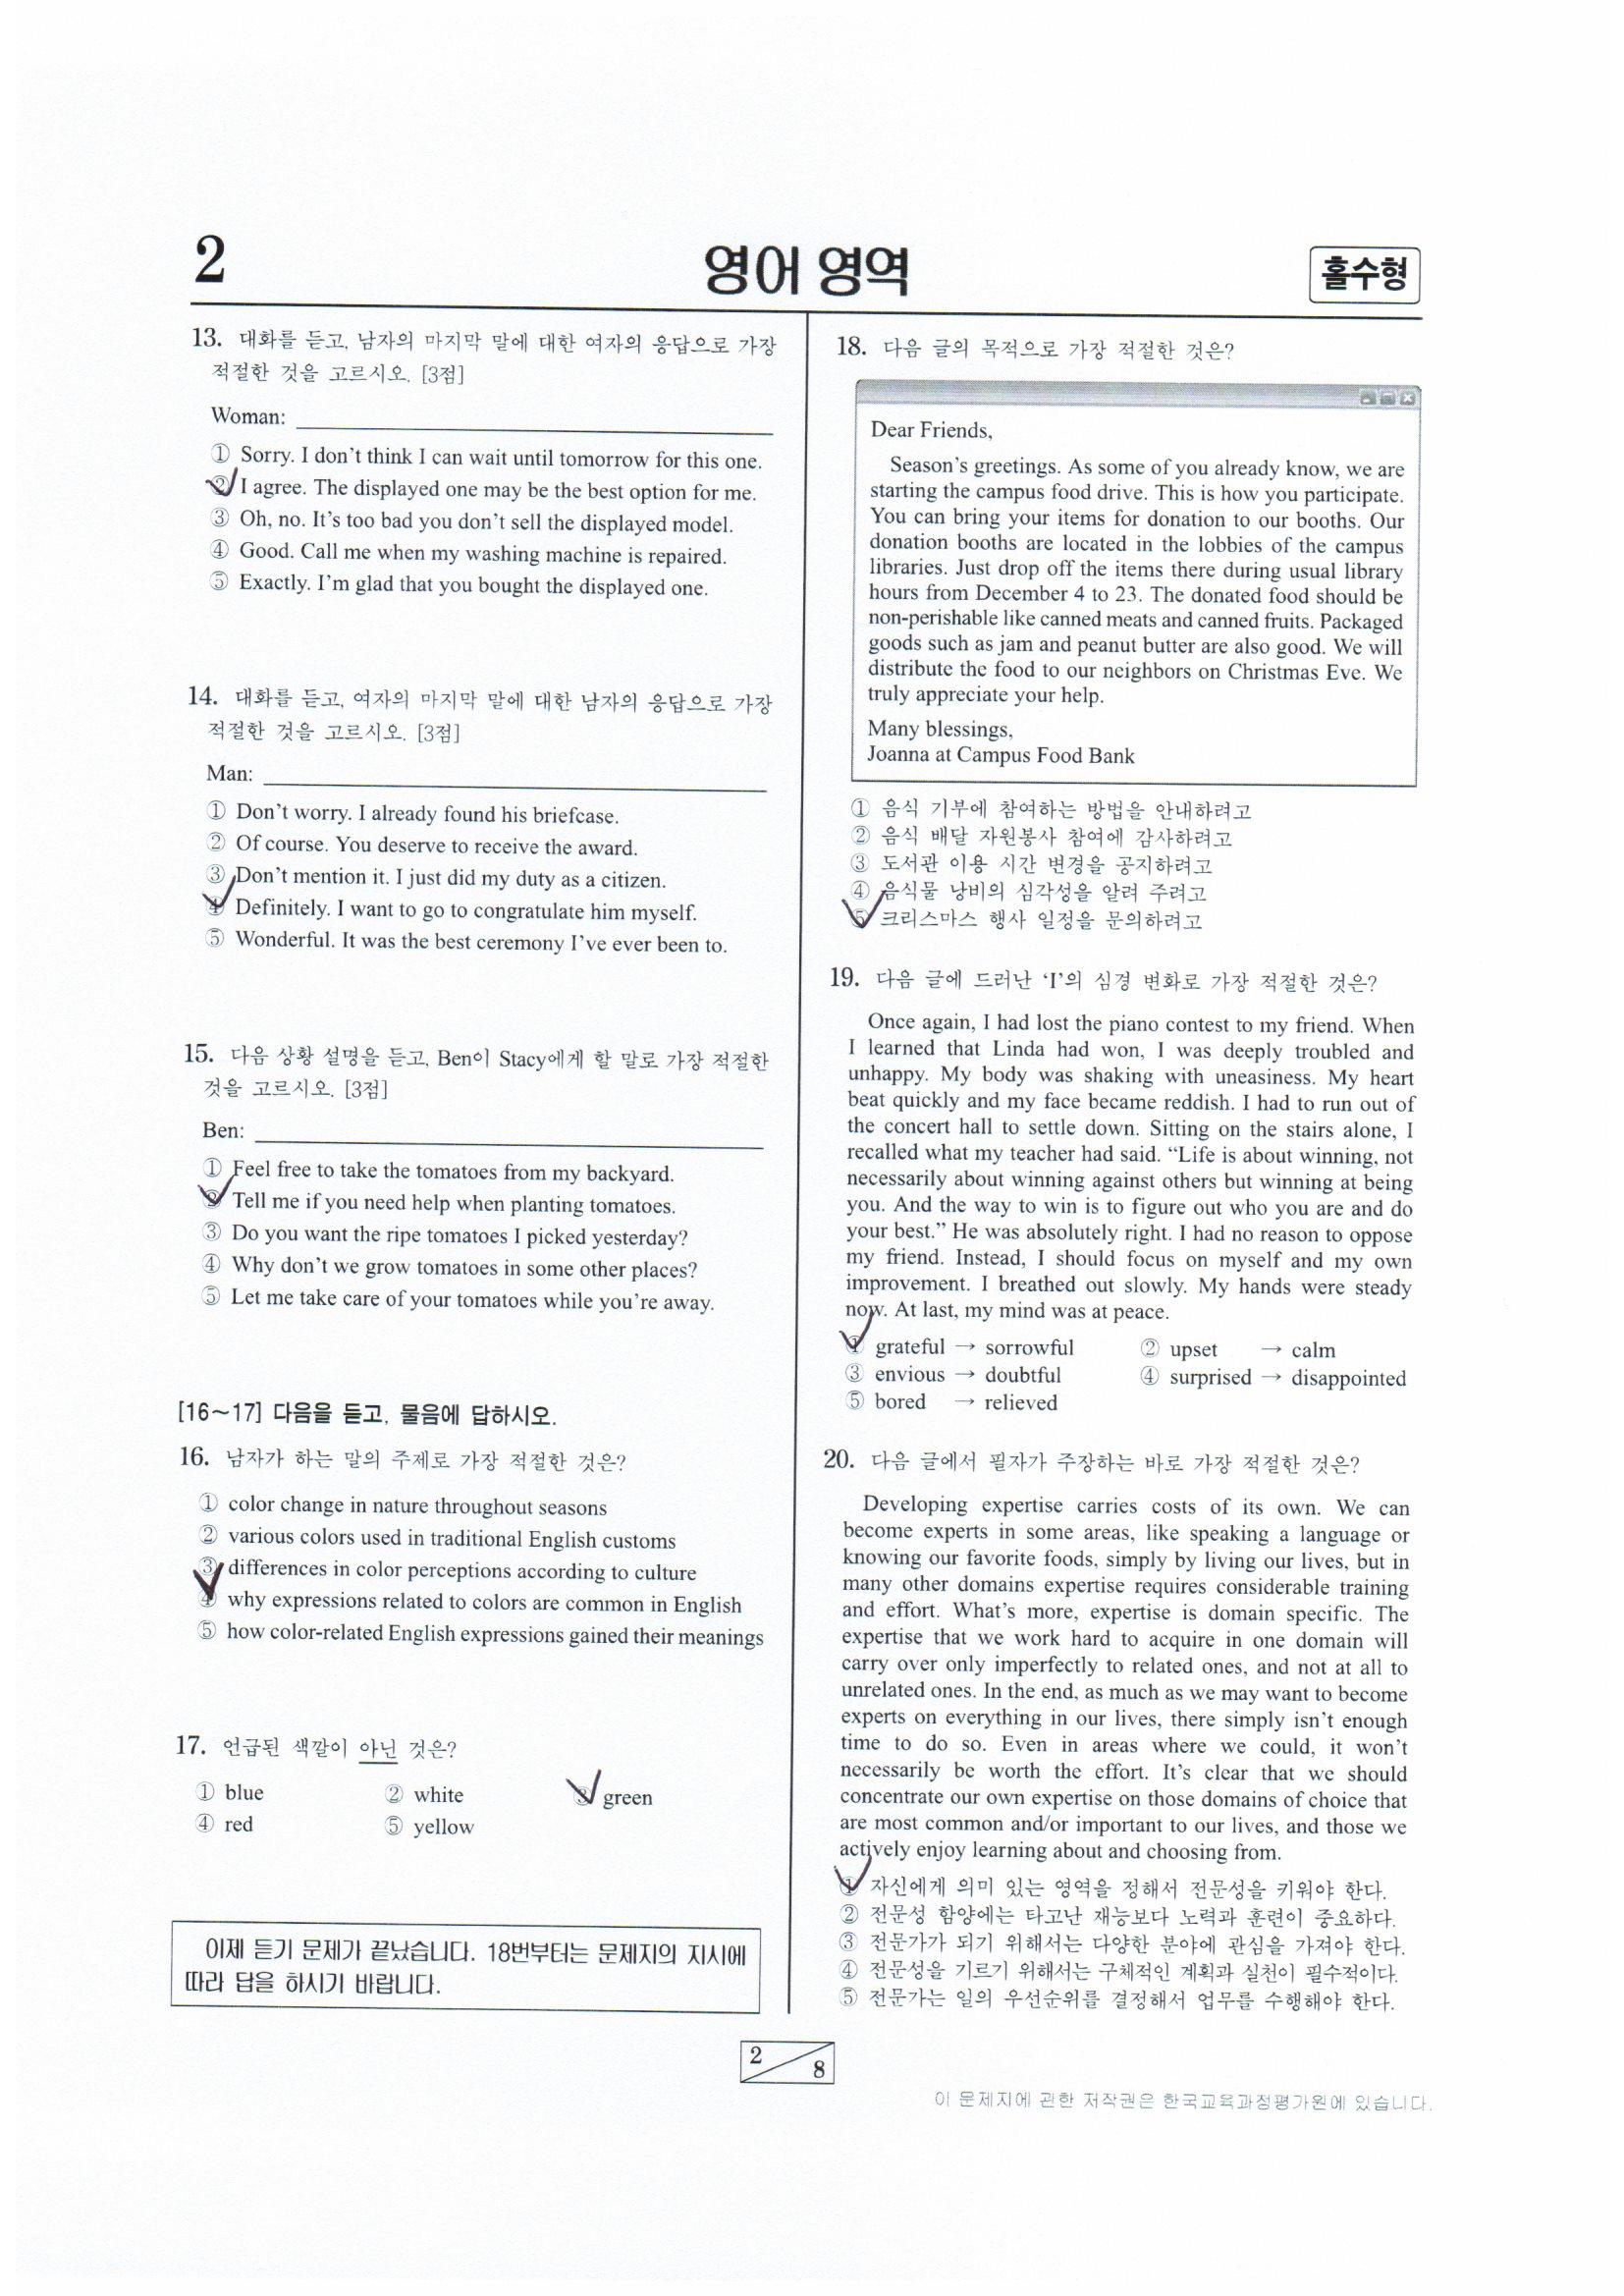 2
영어 영역
홀수형
13. 대화를 듣고, 남자의 마지막 말에 대한 여자의 응답으로 가장
적절한 것을 고르시오. [3점]
Woman:
① Sorry. I don't think I can wait until tomorrow for this one.
② I agree. The displayed one may be the best option for me.
③ Oh, no. It's too bad you don't sell the displayed model.
④ Good. Call me when my washing machine is repaired.
⑤ Exactly. I'm glad that you bought the displayed one.
14. 대화를 듣고, 여자의 마지막 말에 대한 남자의 응답으로 가장
적절한 것을 고르시오. [3점]
Man:
① Don't worry. I already found his briefcase.
② Of course. You deserve to receive the award.
③ Don't mention it. I just did my duty as a citizen.
④ Definitely. I want to go to congratulate him myself.
⑤ Wonderful. It was the best ceremony I've ever been to.
15. 다음 상황 설명을 듣고, Ben이 Stacy에게 할 말로 가장 적절한
것을 고르시오. [3점]
Ben:
① Feel free to take the tomatoes from my backyard.
② Tell me if you need help when planting tomatoes.
③ Do you want the ripe tomatoes I picked yesterday?
④ Why don't we grow tomatoes in some other places?
⑤ Let me take care of your tomatoes while you're away.
[16～17] 다음을 듣고, 물음에 답하시오.
16. 남자가 하는 말의 주제로 가장 적절한 것은?
① color change in nature throughout seasons
② various colors used in traditional English customs
③ differences in color perceptions according to culture
④ why expressions related to colors are common in English
⑤ how color-related English expressions gained their meanings
17. 언급된 색깔이 아닌 것은?
① blue ② white ③ green
④ red ⑤ yellow
이제 듣기 문제가 끝났습니다. 18번부터는 문제지의 지시에
따라 답을 하시기 바랍니다.
18. 다음 글의 목적으로 가장 적절한 것은?
Dear Friends,
Season's greetings. As some of you already know, we are
starting the campus food drive. This is how you participate.
You can bring your items for donation to our booths. Our
donation booths are located in the lobbies of the campus
libraries. Just drop off the items there during usual library
hours from December 4 to 23. The donated food should be
non-perishable like canned meats and canned fruits. Packaged
goods such as jam and peanut butter are also good. We will
distribute the food to our neighbors on Christmas Eve. We
truly appreciate your help.
Many blessings,
Joanna at Campus Food Bank
① 음식 기부에 참여하는 방법을 안내하려고
② 음식 배달 자원봉사 참여에 감사하려고
③ 도서관 이용 시간 변경을 공지하려고
④ 음식물 낭비의 심각성을 알려 주려고
⑤ 크리스마스 행사 일정을 문의하려고
19. 다음 글에 드러난 'I'의 심경 변화로 가장 적절한 것은?
Once again, I had lost the piano contest to my friend. When
I learned that Linda had won, I was deeply troubled and
unhappy. My body was shaking with uneasiness. My heart
beat quickly and my face became reddish. I had to run out of
the concert hall to settle down. Sitting on the stairs alone, I
recalled what my teacher had said. "Life is about winning, not
necessarily about winning against others but winning at being
you. And the way to win is to figure out who you are and do
your best." He was absolutely right. I had no reason to oppose
my friend. Instead, I should focus on myself and my own
improvement. I breathed out slowly. My hands were steady
now. At last, my mind was at peace.
① grateful → sorrowful ② upset → calm
③ envious → doubtful ④ surprised → disappointed
⑤ bored → relieved
20. 다음 글에서 필자가 주장하는 바로 가장 적절한 것은?
Developing expertise carries costs of its own. We can
become experts in some areas, like speaking a language or
knowing our favorite foods, simply by living our lives, but in
many other domains expertise requires considerable training
and effort. What's more, expertise is domain specific. The
expertise that we work hard to acquire in one domain will
carry over only imperfectly to related ones, and not at all to
unrelated ones. In the end, as much as we may want to become
experts on everything in our lives, there simply isn't enough
time to do so. Even in areas where we could, it won't
necessarily be worth the effort. It's clear that we should
concentrate our own expertise on those domains of choice that
are most common and/or important to our lives, and those we
actively enjoy learning about and choosing from.
① 자신에게 의미 있는 영역을 정해서 전문성을 키워야 한다.
② 전문성 함양에는 타고난 재능보다 노력과 훈련이 중요하다.
③ 전문가가 되기 위해서는 다양한 분야에 관심을 가져야 한다.
④ 전문성을 기르기 위해서는 구체적인 계획과 실천이 필수적이다.
⑤ 전문가는 일의 우선순위를 결정해서 업무를 수행해야 한다.
2
8
이 문제지에 관한 저작권은 한국교육과정평가원에 있습니다.